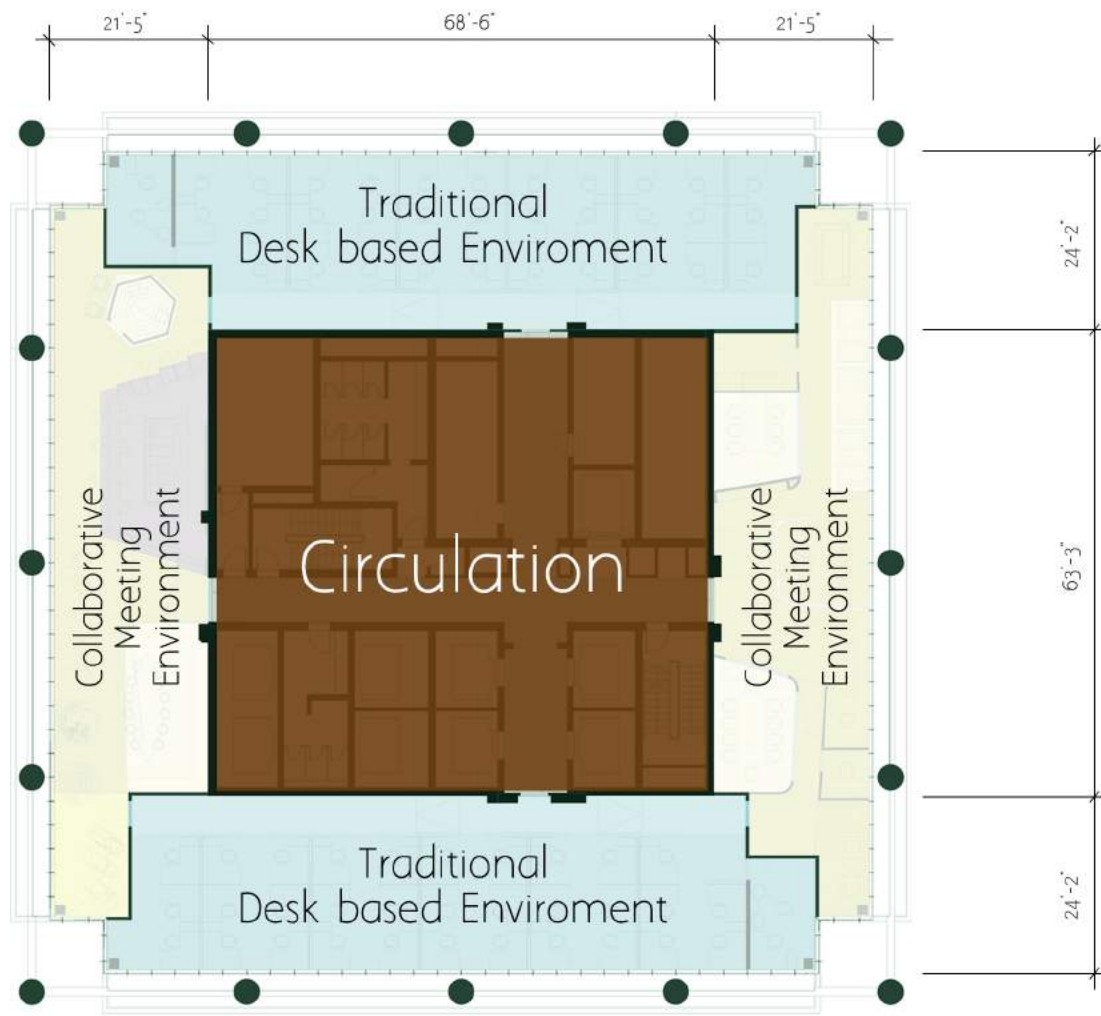 21'-5"
68'-6"
21'-5"
Traditional
Desk based Enviroment
24'-2"
Collaborative
Meeting
Environment
Circulation
Collaborative
Meeting
Environment
63'-3"
Traditional
Desk based Enviroment
24'-2"